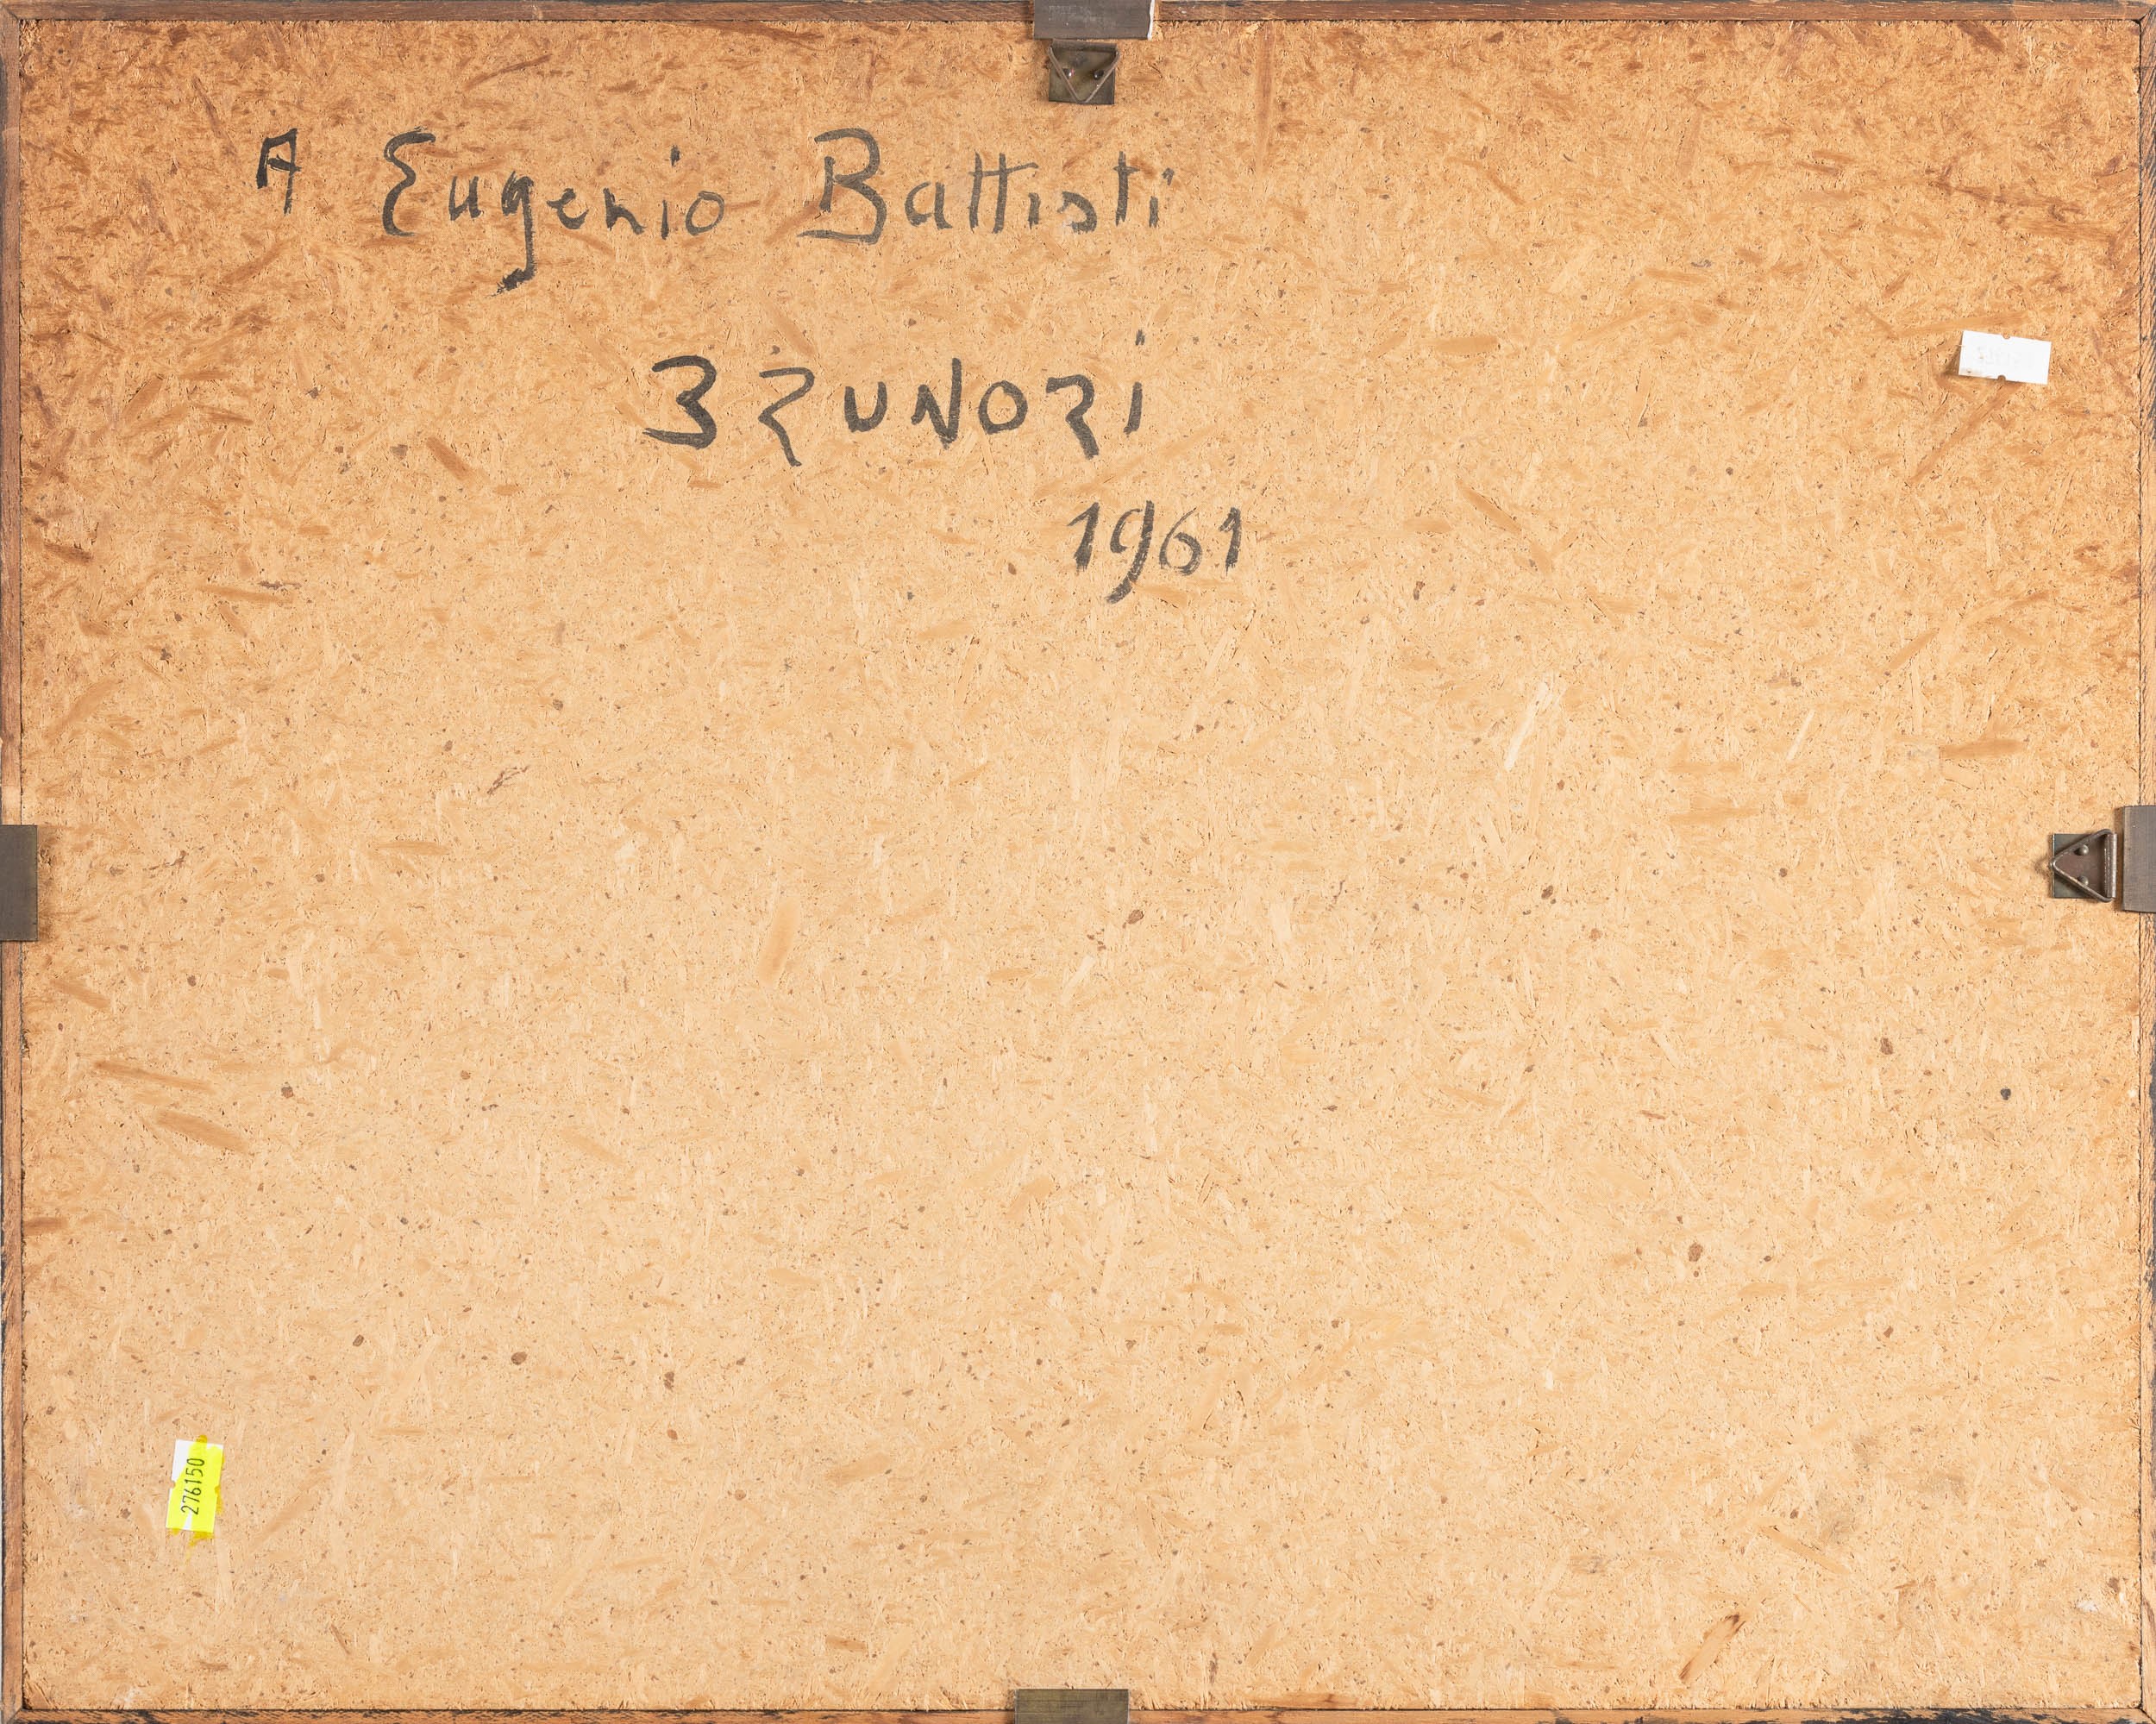 A Eugenio Battisti
BRUNORi
1961
276150